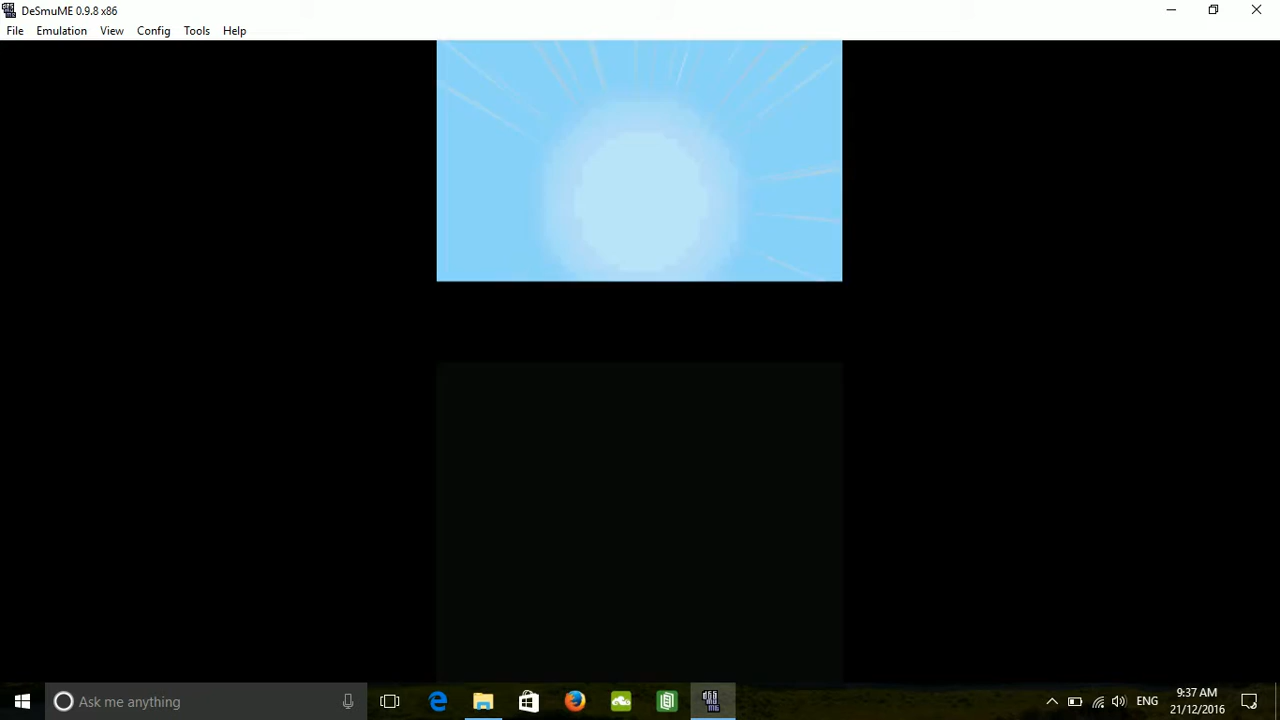 DeSmuME 0.9.8 x86
File Emulation View Config Tools Help
Ask me anything
ENG
9:37 AM
21/12/2016